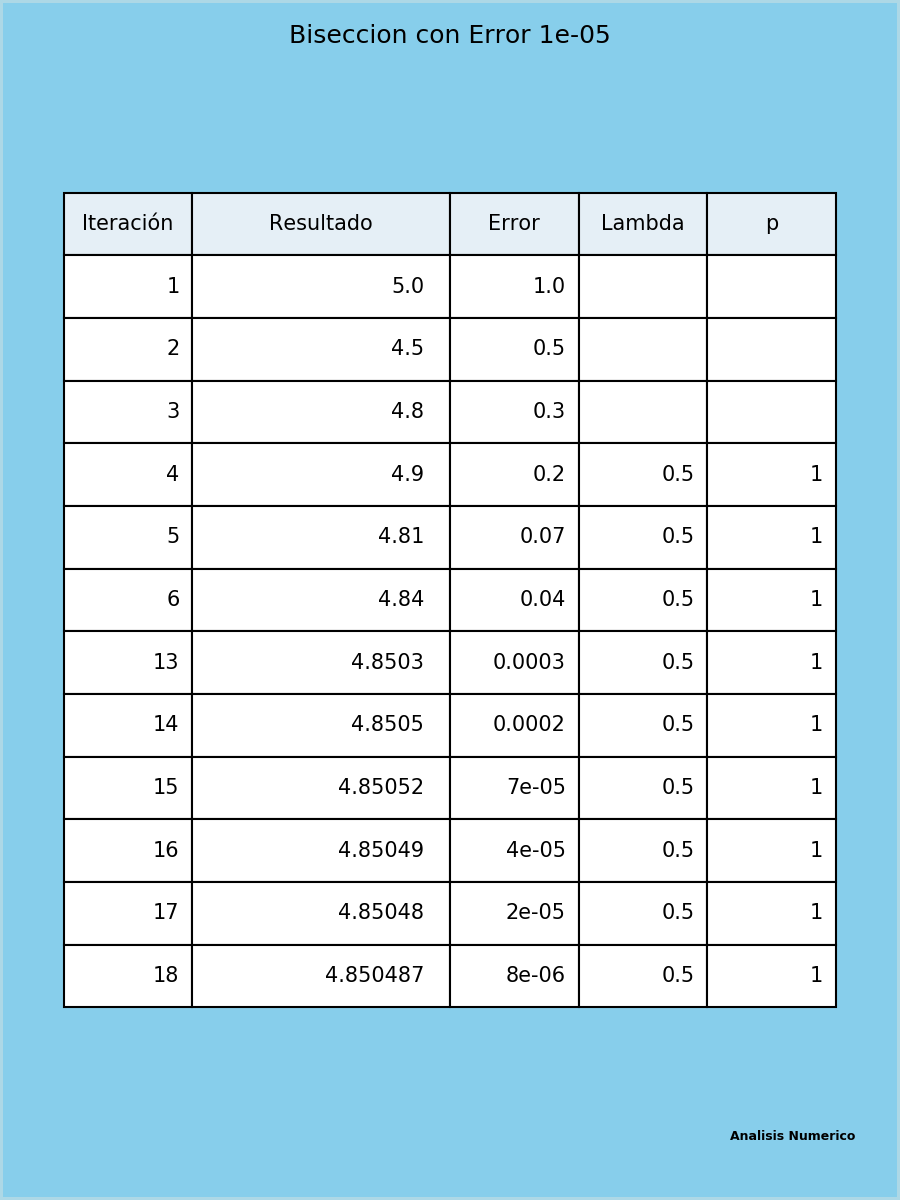 Biseccion con Error 1e-05
Iteración Resultado Error Lambda p
1 5.0 1.0
2 4.5 0.5
3 4.8 0.3
4 4.9 0.2 0.5 1
5 4.81 0.07 0.5 1
6 4.84 0.04 0.5 1
13 4.8503 0.0003 0.5 1
14 4.8505 0.0002 0.5 1
15 4.85052 7e-05 0.5 1
16 4.85049 4e-05 0.5 1
17 4.85048 2e-05 0.5 1
18 4.850487 8e-06 0.5 1
Analisis Numerico